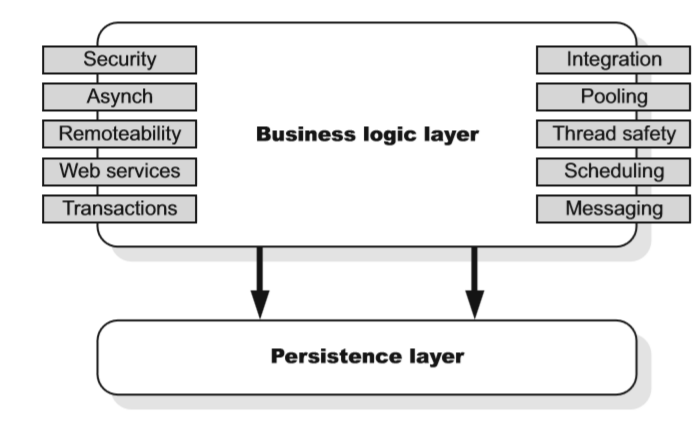 Security
Asynch
Remoteability
Web services
Transactions
Business logic layer
Integration
Pooling
Thread safety
Scheduling
Messaging
Persistence layer